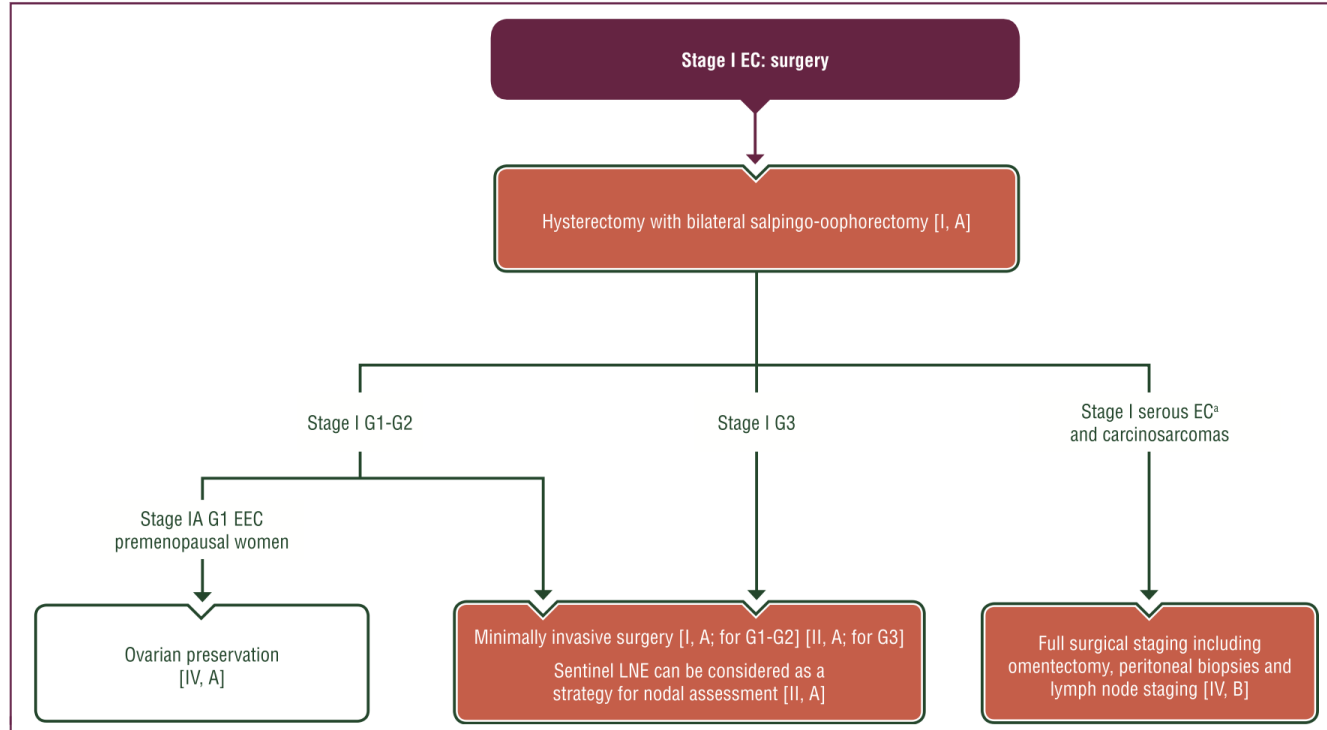 Stage I EC: surgery
Hysterectomy with bilateral salpingo-oophorectomy [I, A]
Stage I G1-G2
Stage I G3
Stage I serous ECᵃ
and carcinosarcomas
Stage IA G1 EEC
premenopausal women
Ovarian preservation
[IV, A]
Minimally invasive surgery [I, A; for G1-G2] [II, A; for G3]
Sentinel LNE can be considered as a
strategy for nodal assessment [II, A]
Full surgical staging including
omentectomy, peritoneal biopsies and
lymph node staging [IV, B]